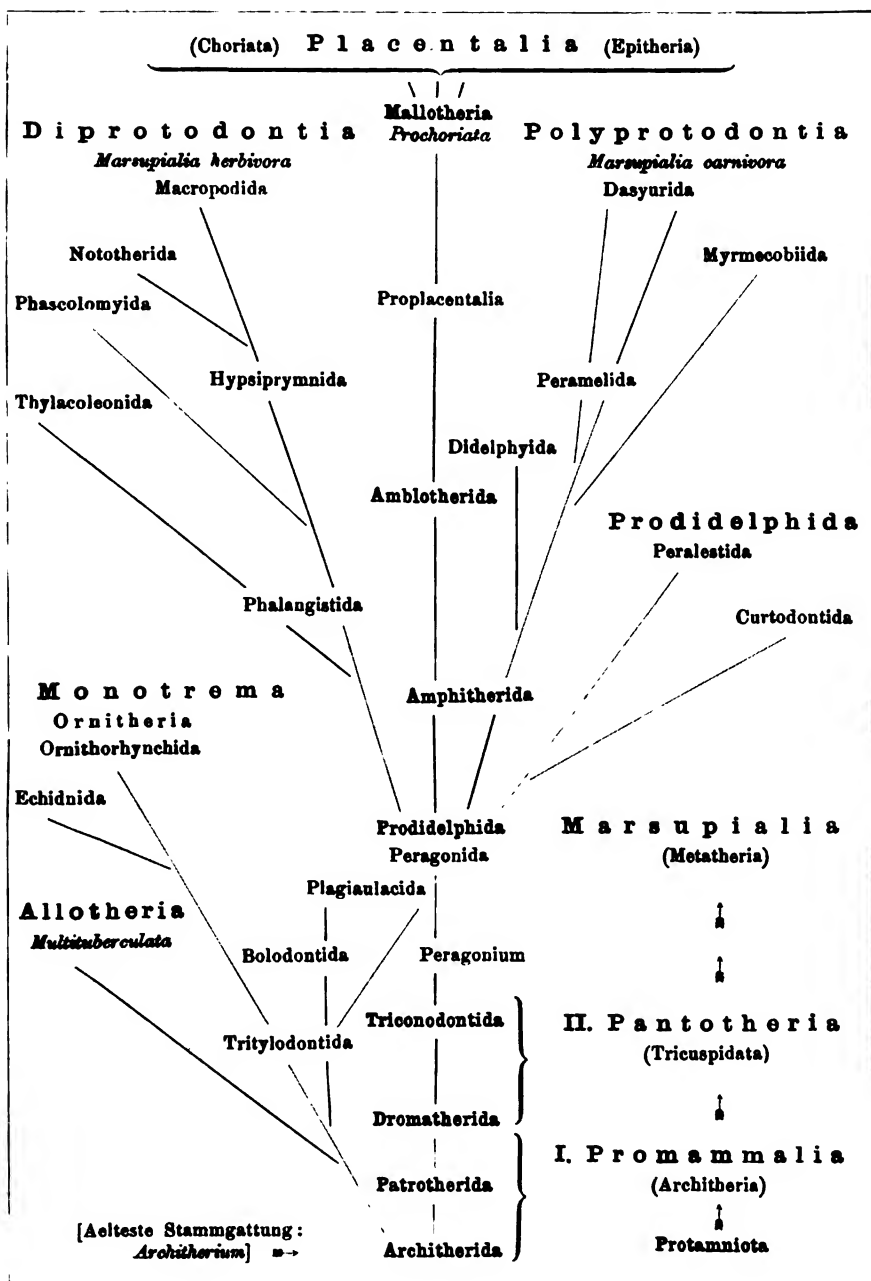 (Choriata) Placentalia (Epitheria)
Mallotheria
Prochoriata
Diprotodontia
Marsupialia herbivora
Macropodida
Polyprotodontia
Marsupialia carnivora
Dasyurida
Nototherida
Myrmecobiida
Phascolomyida
Proplacentalia
Hypsiprymnida
Peramelida
Thylacoleonida
Didelphyida
Amblotherida
Prodidelphida
Peralestida
Phalangistida
Curtodontida
Monotrema
Ornitheria
Ornithorhynchida
Amphitherida
Echidnida
Prodidelphida
Peragonida
Marsupialia
(Metatheria)
Plagiaulacida
Allotheria
Multituberculata
Bolodontida
Peragonium
Triconodontida
Tritylodontida
II. Pantotheria
(Tricuspidata)
Dromatherida
I. Promammalia
(Architheria)
Patrotherida
[Aelteste Stammgattung:
Architherium] ➳→
Architherida
Protamniota